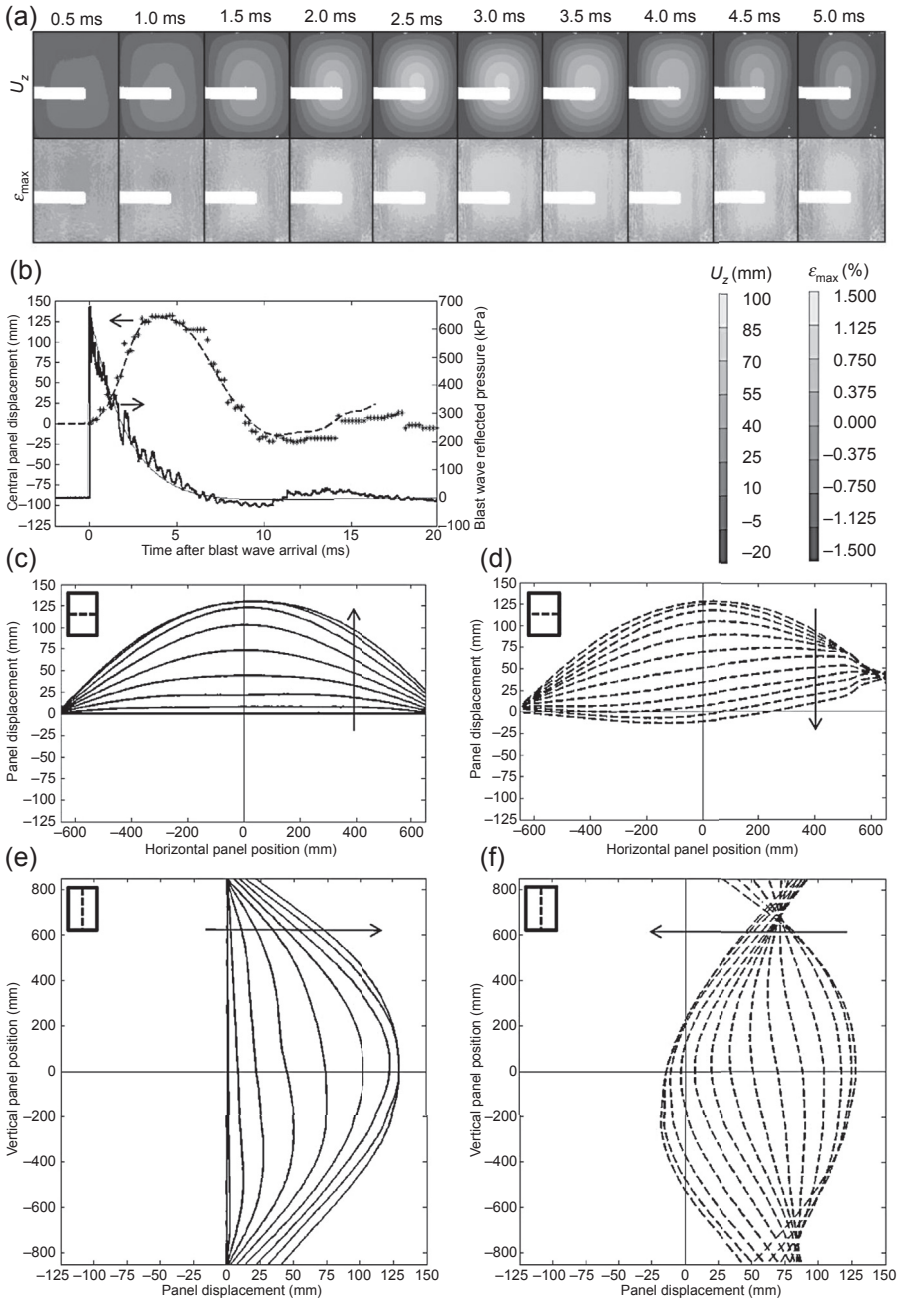 (a)
0.5 ms 1.0 ms 1.5 ms 2.0 ms 2.5 ms 3.0 ms 3.5 ms 4.0 ms 4.5 ms 5.0 ms
Uz
εmax
(b)
150 125 100 75 50 25 0 −25 −50 −75 −100 −125
Central panel displacement (mm)
700 600 500 400 300 200 100 0 −100
Blast wave reflected pressure (kPa)
0 5 10 15 20
Time after blast wave arrival (ms)
Uz (mm)
100
85
70
55
40
25
10
−5
−20
εmax (%)
1.500
1.125
0.750
0.375
0.000
−0.375
−0.750
−1.125
−1.500
(c)
150 125 100 75 50 25 0 −25 −50 −75 −100 −125
Panel displacement (mm)
−600 −400 −200 0 200 400 600
Horizontal panel position (mm)
(d)
150 125 100 75 50 25 0 −25 −50 −75 −100 −125
Panel displacement (mm)
−600 −400 −200 0 200 400 600
Horizontal panel position (mm)
(e)
800 600 400 200 0 −200 −400 −600 −800
Vertical panel position (mm)
−125 −100 −75 −50 −25 0 25 50 75 100 125 150
Panel displacement (mm)
(f)
800 600 400 200 0 −200 −400 −600 −800
Vertical panel position (mm)
−125 −100 −75 −50 −25 0 25 50 75 100 125 150
Panel displacement (mm)